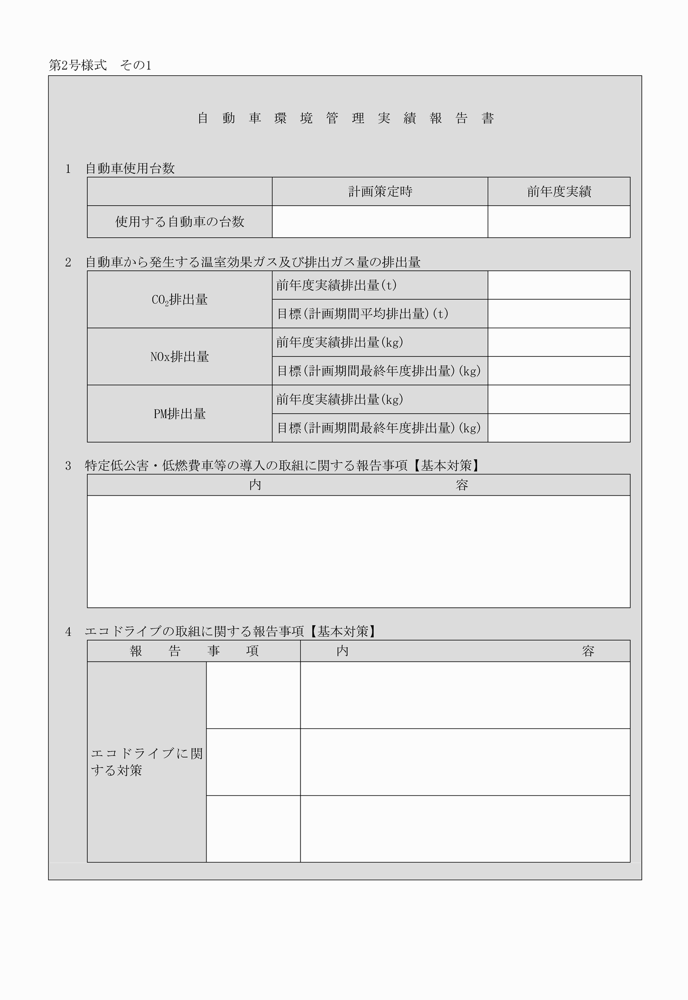 第2号様式　その1
自動車環境管理実績報告書
1　自動車使用台数
計画策定時　前年度実績
使用する自動車の台数
2　自動車から発生する温室効果ガス及び排出ガス量の排出量
CO₂排出量
前年度実績排出量(t)
目標(計画期間平均排出量)(t)
NOx排出量
前年度実績排出量(kg)
目標(計画期間最終年度排出量)(kg)
PM排出量
前年度実績排出量(kg)
目標(計画期間最終年度排出量)(kg)
3　特定低公害・低燃費車等の導入の取組に関する報告事項【基本対策】
内　容
4　エコドライブの取組に関する報告事項【基本対策】
報　告　事　項　内　容
エコドライブに関
する対策